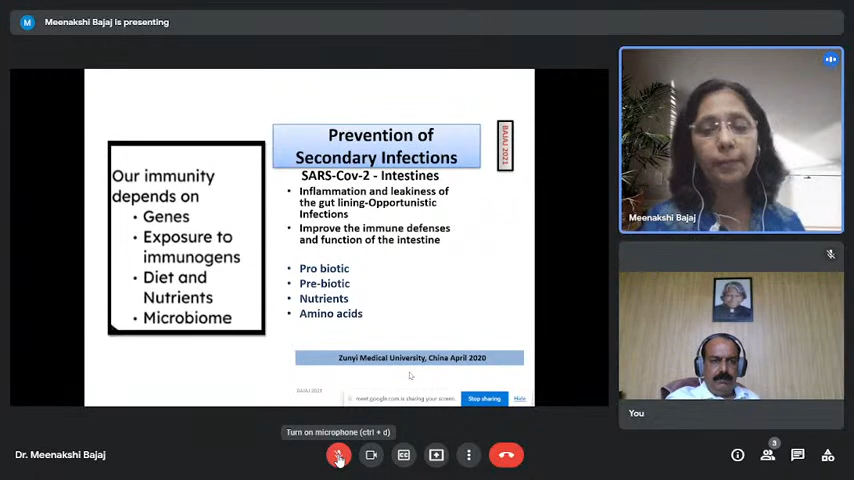 M
Meenakshi Bajaj is presenting
Prevention of
Secondary Infections
BAJAJ 2021
SARS-Cov-2 - Intestines
• Inflammation and leakiness of
the gut lining-Opportunistic
Infections
• Improve the immune defenses
and function of the intestine
• Pro biotic
• Pre-biotic
• Nutrients
• Amino acids
Our immunity
depends on
• Genes
• Exposure to
immunogens
• Diet and
Nutrients
• Microbiome
Zunyi Medical University, China April 2020
meet.google.com is sharing your screen.
Stop sharing
Hide
Meenakshi Bajaj
You
Turn on microphone (ctrl + d)
Dr. Meenakshi Bajaj
CC
3